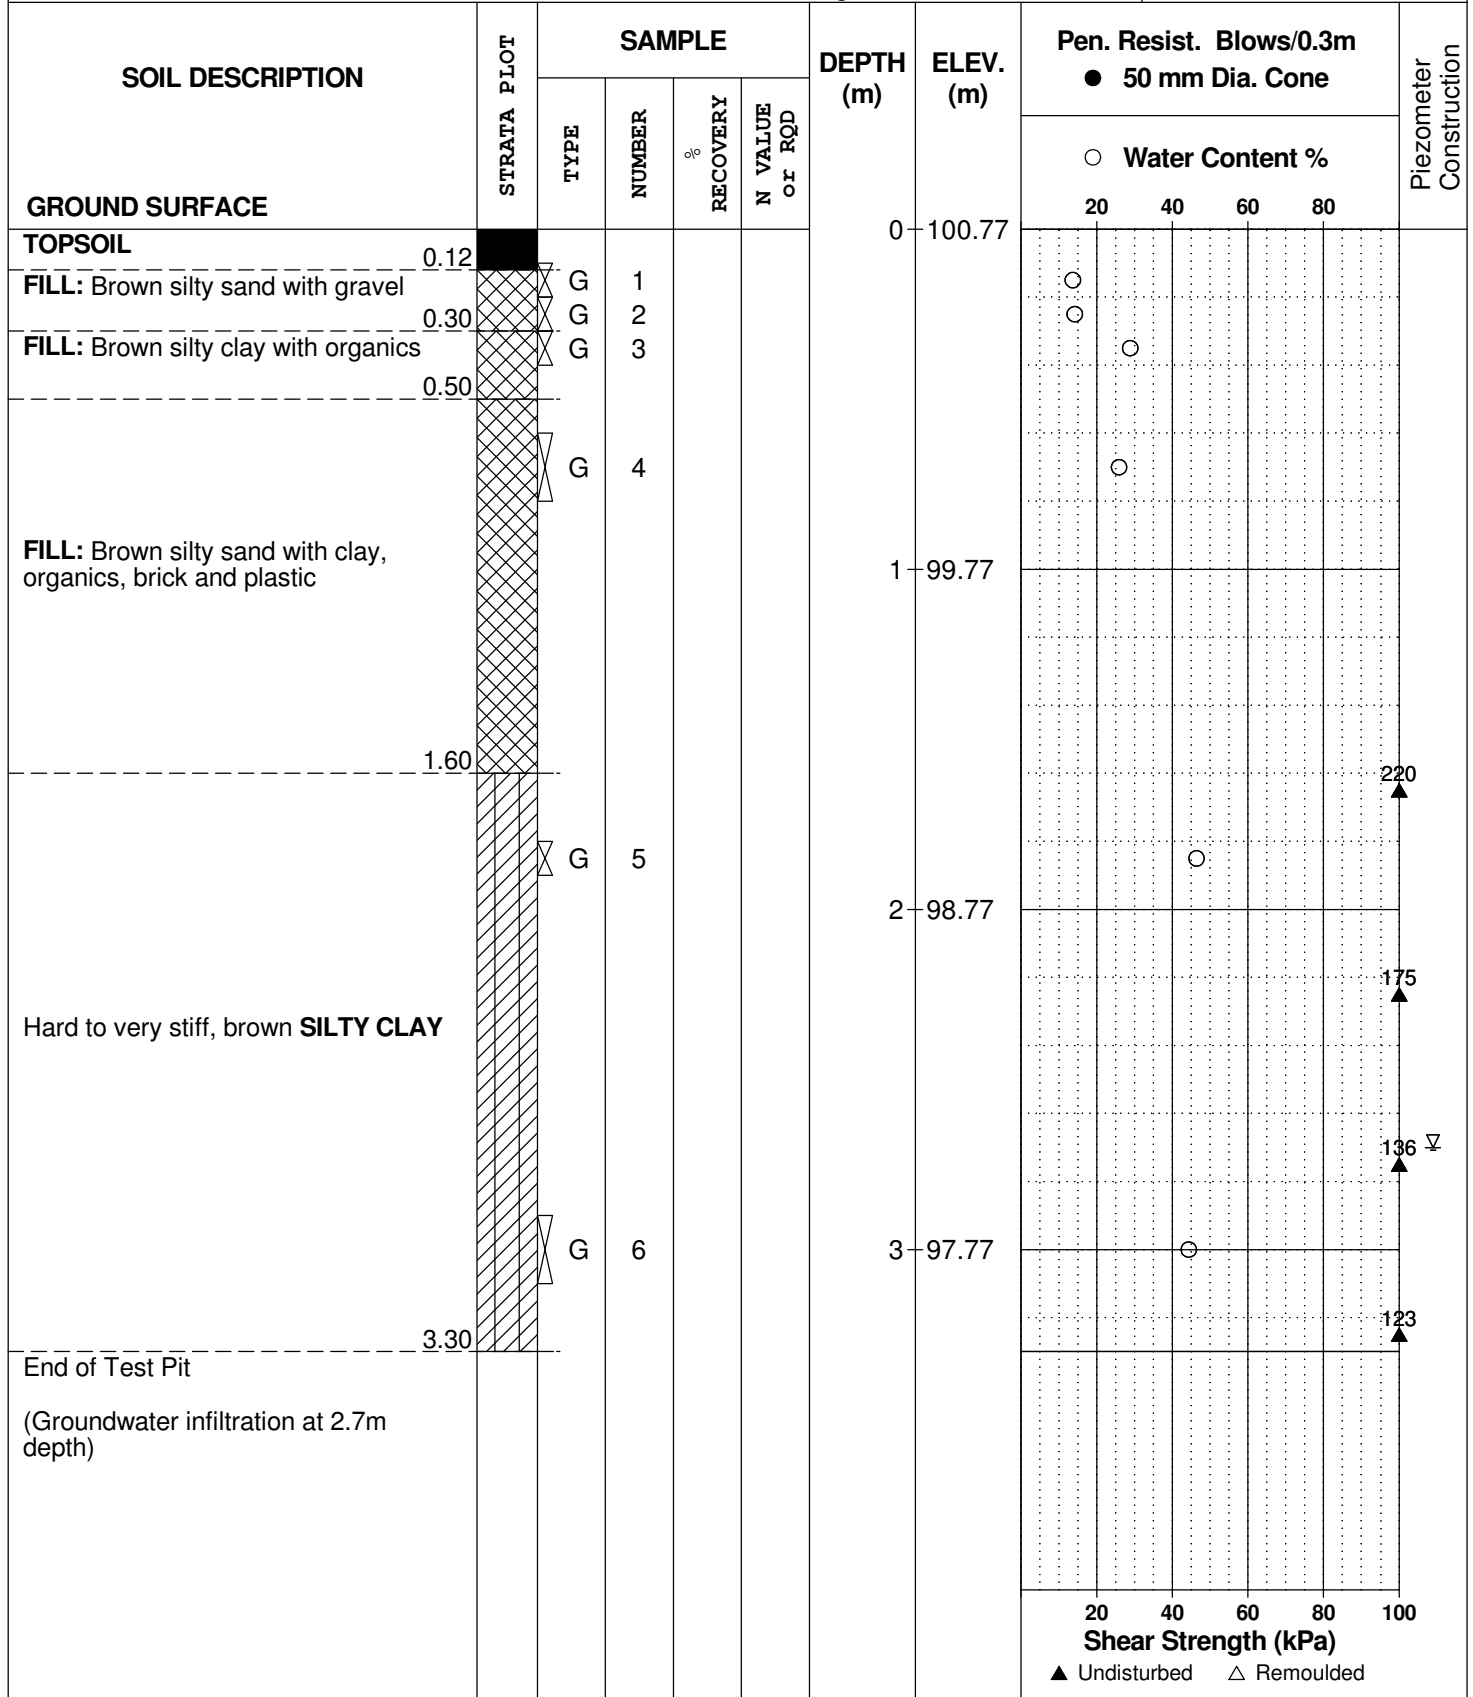 SOIL DESCRIPTION
GROUND SURFACE
STRATA PLOT
SAMPLE
TYPE
NUMBER
%
RECOVERY
N VALUE
or RQD
DEPTH
(m)
ELEV.
(m)
Pen. Resist. Blows/0.3m
● 50 mm Dia. Cone
○ Water Content %
20 40 60 80
Piezometer
Construction
0 100.77
TOPSOIL
0.12
FILL: Brown silty sand with gravel
G 1
0.30
G 2
FILL: Brown silty clay with organics
G 3
0.50
G 4
FILL: Brown silty sand with clay,
organics, brick and plastic
1 99.77
1.60
220
G 5
2 98.77
175
Hard to very stiff, brown SILTY CLAY
136
G 6
3 97.77
123
3.30
End of Test Pit
(Groundwater infiltration at 2.7m
depth)
20 40 60 80 100
Shear Strength (kPa)
▲ Undisturbed △ Remoulded